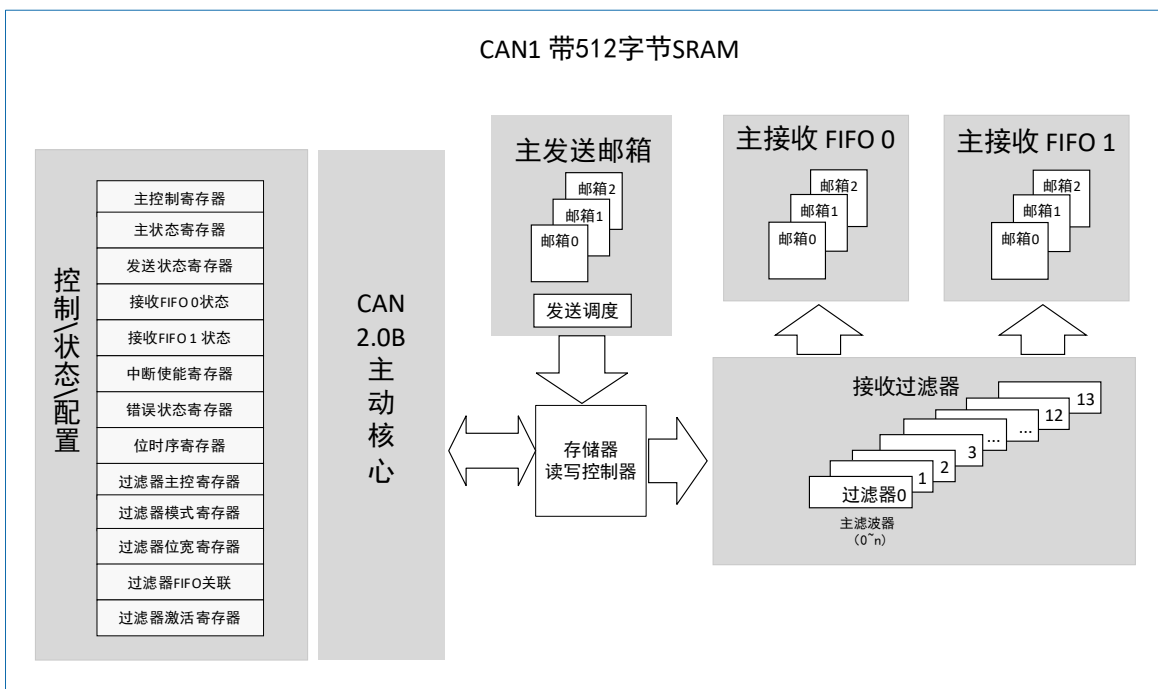 CAN1 带512字节SRAM
控制\状态\配置
主控制寄存器
主状态寄存器
发送状态寄存器
接收FIFO 0状态
接收FIFO 1 状态
中断使能寄存器
错误状态寄存器
位时序寄存器
过滤器主控寄存器
过滤器模式寄存器
过滤器位宽寄存器
过滤器FIFO关联
过滤器激活寄存器
CAN
2.0B
主
动
核
心
主发送邮箱
邮箱2
邮箱1
邮箱0
发送调度
存储器
读写控制器
主接收 FIFO 0
邮箱2
邮箱1
邮箱0
主接收 FIFO 1
邮箱2
邮箱1
邮箱0
接收过滤器
13
12
...
...
3
2
1
过滤器0
主滤波器
（0~n）